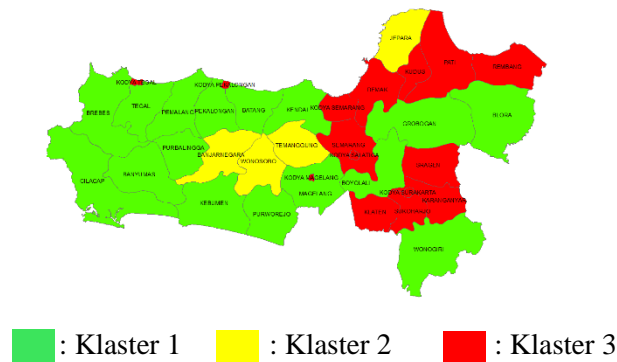 JEPARA
KUDUS
PATI
REMBANG
DEMAK
KODYA TEGAL
KODYA PEKALONGAN
BREBES
TEGAL
PEMALANG
PEKALONGAN
BATANG
KENDAL
KODYA SEMARANG
GROBOGAN
BLORA
PURBALINGGA
BANJARNEGARA
WONOSOBO
TEMANGGUNG
SEMARANG
KODYA SALATIGA
SRAGEN
CILACAP
BANYUMAS
KODYA MAGELANG
BOYOLALI
MAGELANG
KODYA SURAKARTA
KARANGANYAR
KEBUMEN
PURWOREJO
KLATEN
SUKOHARJO
WONOGIRI
: Klaster 1 : Klaster 2 : Klaster 3